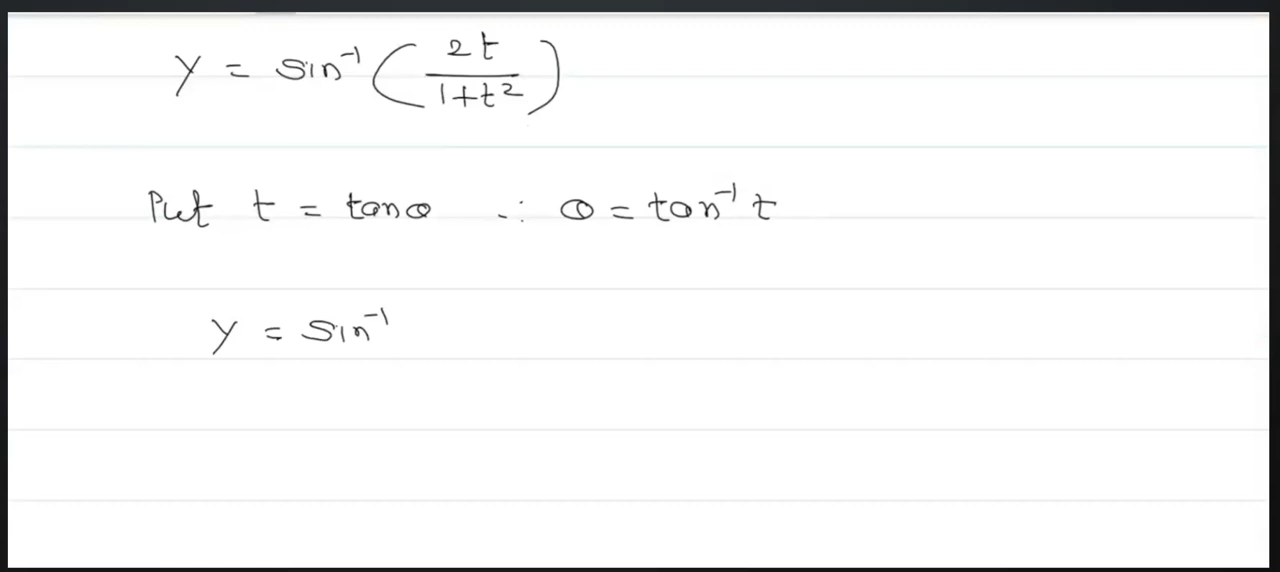 y = sin⁻¹ ( 2t / 1+t² )
Put t = tanθ ∴ θ = tan⁻¹ t
y = sin⁻¹